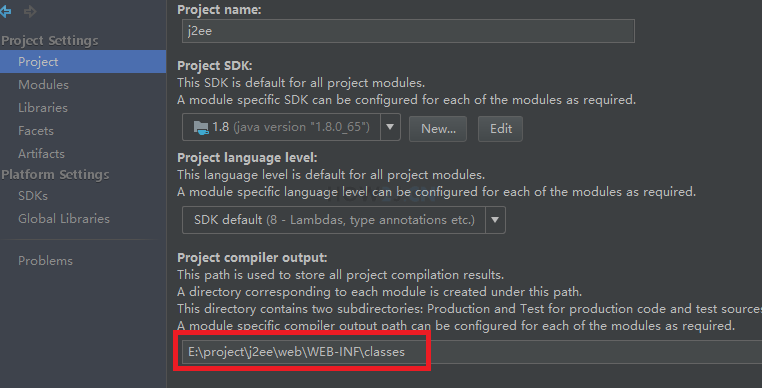 Project name:
j2ee
Project Settings
Project
Modules
Libraries
Facets
Artifacts
Platform Settings
SDKs
Global Libraries
Problems
Project SDK:
This SDK is default for all project modules.
A module specific SDK can be configured for each of the modules as required.
1.8 (java version "1.8.0_65")
New...
Edit
Project language level:
This language level is default for all project modules.
A module specific language level can be configured for each of the modules as required.
SDK default (8 - Lambdas, type annotations etc.)
Project compiler output:
This path is used to store all project compilation results.
A directory corresponding to each module is created under this path.
This directory contains two subdirectories: Production and Test for production code and test sources
A module specific compiler output path can be configured for each of the modules as required.
E:\project\j2ee\web\WEB-INF\classes